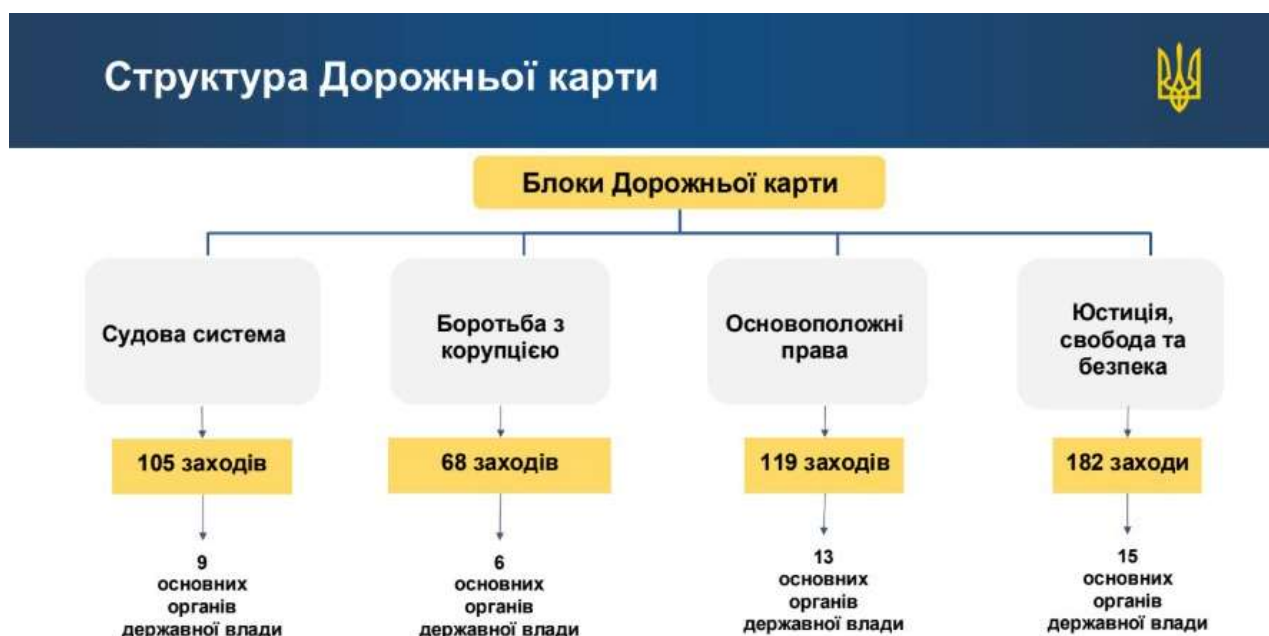 Структура Дорожньої карти
Блоки Дорожньої карти
Судова система
Боротьба з
корупцією
Основоположні
права
Юстиція,
свобода та
безпека
105 заходів
68 заходів
119 заходів
182 заходи
9
основних
органів
державної влади
6
основних
органів
державної влади
13
основних
органів
державної влади
15
основних
органів
державної влади